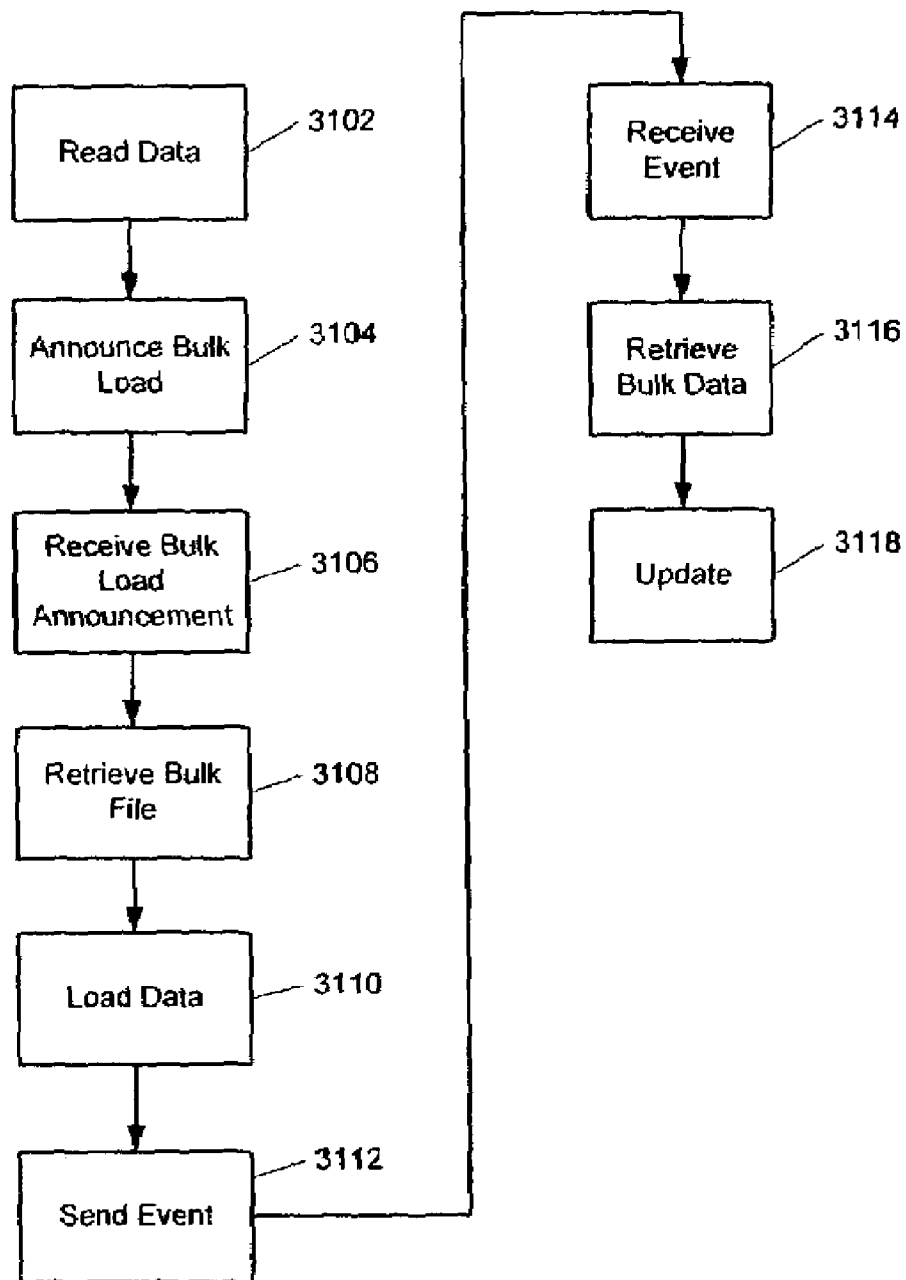 Read Data
3102
Announce Bulk
Load
3104
Receive Bulk
Load
Announcement
3106
Retrieve Bulk
File
3108
Load Data
3110
Send Event
3112
Receive
Event
3114
Retrieve
Bulk Data
3116
Update
3118